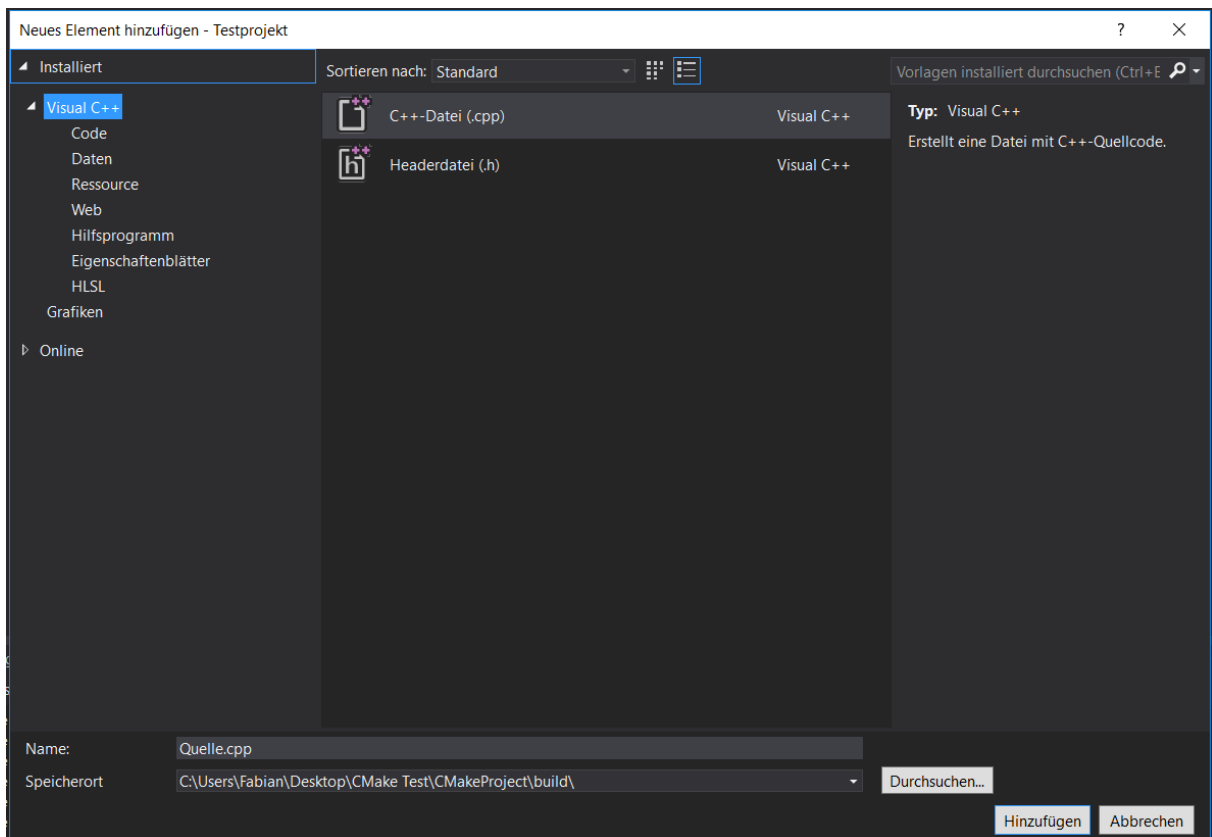 Neues Element hinzufügen - Testprojekt
?
Installiert
Sortieren nach: Standard
Vorlagen installiert durchsuchen (Ctrl+E
Visual C++
Code
Daten
Ressource
Web
Hilfsprogramm
Eigenschaftenblätter
HLSL
Grafiken
Online
C++-Datei (.cpp) Visual C++
Headerdatei (.h) Visual C++
Typ: Visual C++
Erstellt eine Datei mit C++-Quellcode.
Name: Quelle.cpp
Speicherort C:\Users\Fabian\Desktop\CMake Test\CMakeProject\build\ Durchsuchen...
Hinzufügen Abbrechen